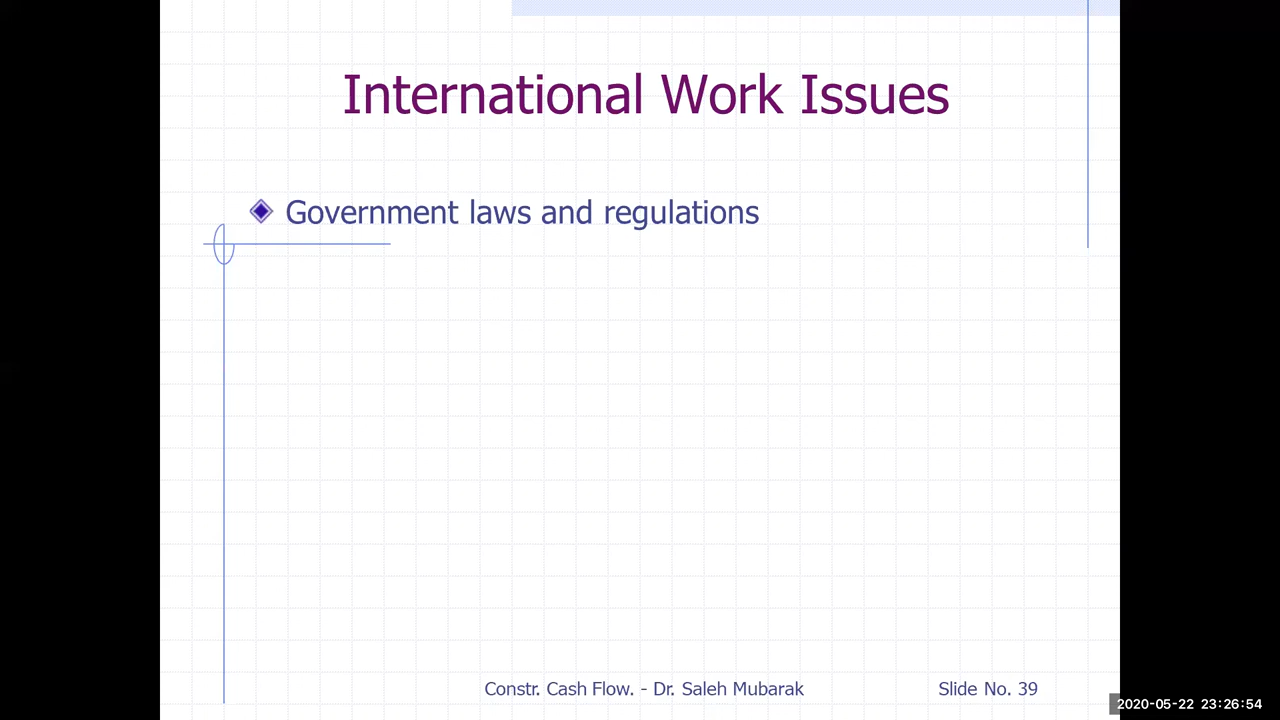 International Work Issues
Government laws and regulations
Constr. Cash Flow. - Dr. Saleh Mubarak
Slide No. 39
2020-05-22 23:26:54